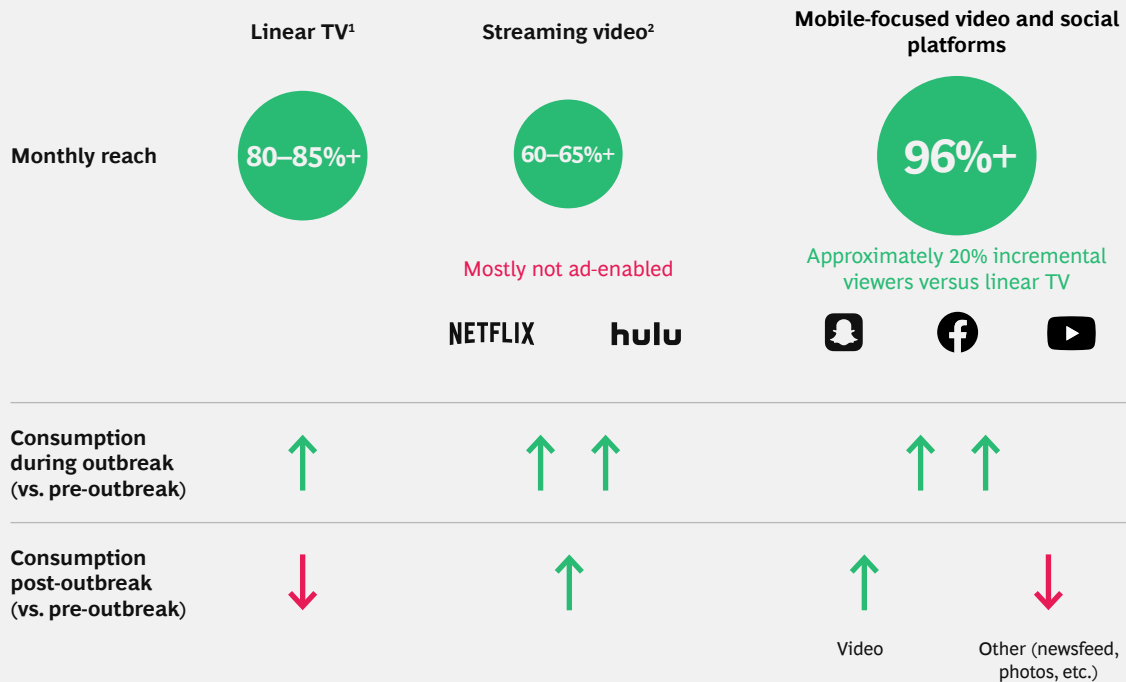 Linear TV¹
Streaming video²
Mobile-focused video and social
platforms
Monthly reach
80–85%+
60–65%+
96%+
Mostly not ad-enabled
Approximately 20% incremental
viewers versus linear TV
NETFLIX
hulu
Consumption
during outbreak
(vs. pre-outbreak)
Consumption
post-outbreak
(vs. pre-outbreak)
Video
Other (newsfeed,
photos, etc.)